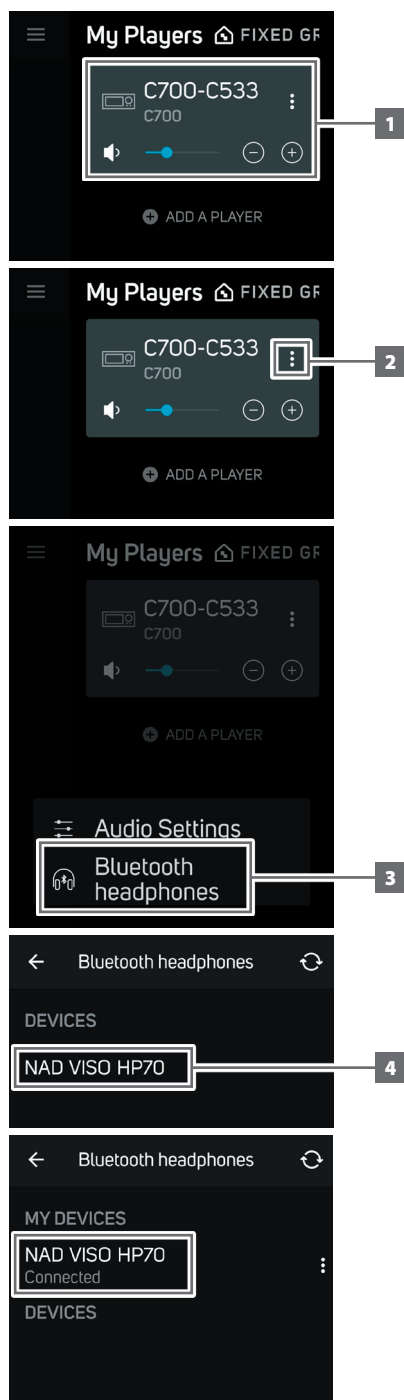 My Players FIXED GR
C700-C533
C700
1
ADD A PLAYER
My Players FIXED GR
C700-C533
2
C700
ADD A PLAYER
My Players FIXED GR
C700-C533
C700
ADD A PLAYER
Audio Settings
Bluetooth
headphones
3
Bluetooth headphones
DEVICES
NAD VISO HP70
4
Bluetooth headphones
MY DEVICES
NAD VISO HP70
Connected
DEVICES